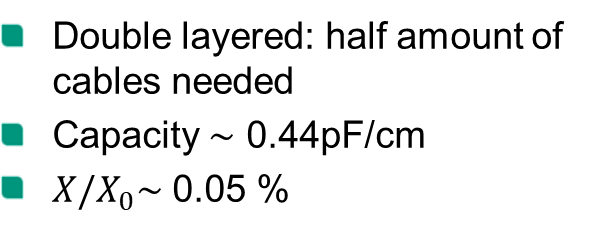 Double layered: half amount of
cables needed
Capacity ~ 0.44pF/cm
X/X₀~ 0.05 %